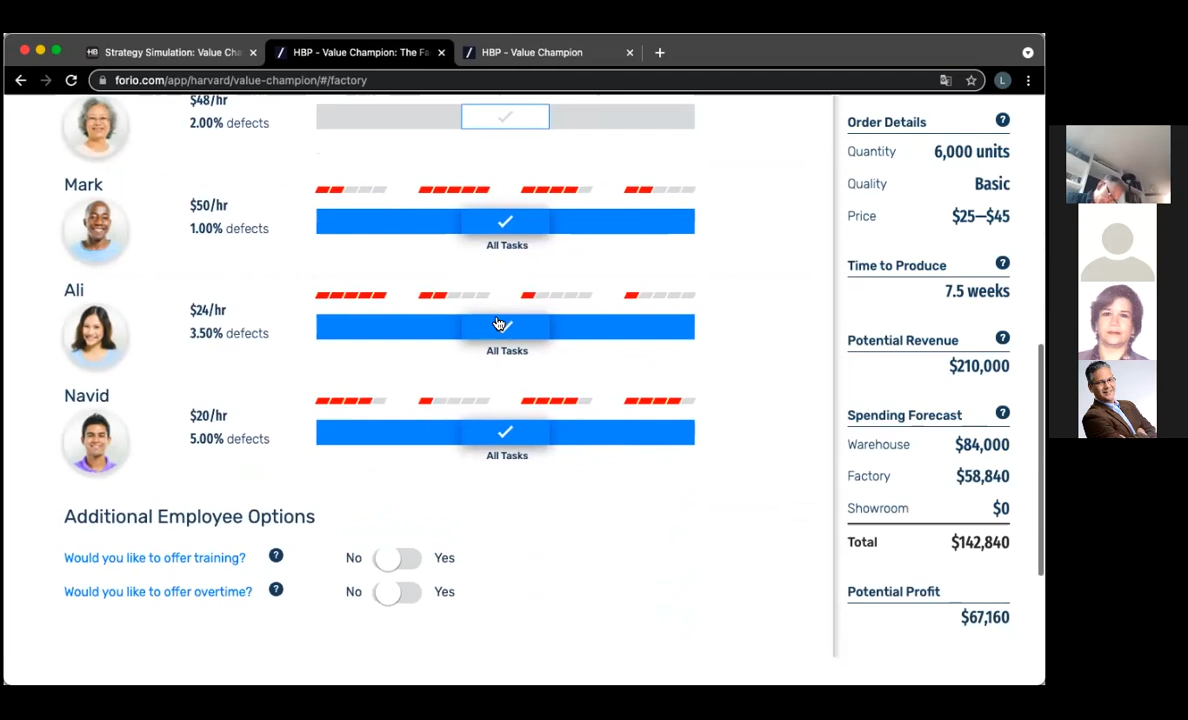 Strategy Simulation: Value Cha
HBP - Value Champion: The Fa
HBP - Value Champion
forio.com/app/harvard/value-champion/#/factory
L
$48/hr
2.00% defects
Mark
$50/hr
1.00% defects
All Tasks
Ali
$24/hr
3.50% defects
All Tasks
Navid
$20/hr
5.00% defects
All Tasks
Additional Employee Options
Would you like to offer training? ? No Yes
Would you like to offer overtime? ? No Yes
Order Details ?
Quantity 6,000 units
Quality Basic
Price $25—$45
Time to Produce ?
7.5 weeks
Potential Revenue ?
$210,000
Spending Forecast ?
Warehouse $84,000
Factory $58,840
Showroom $0
Total $142,840
Potential Profit
$67,160